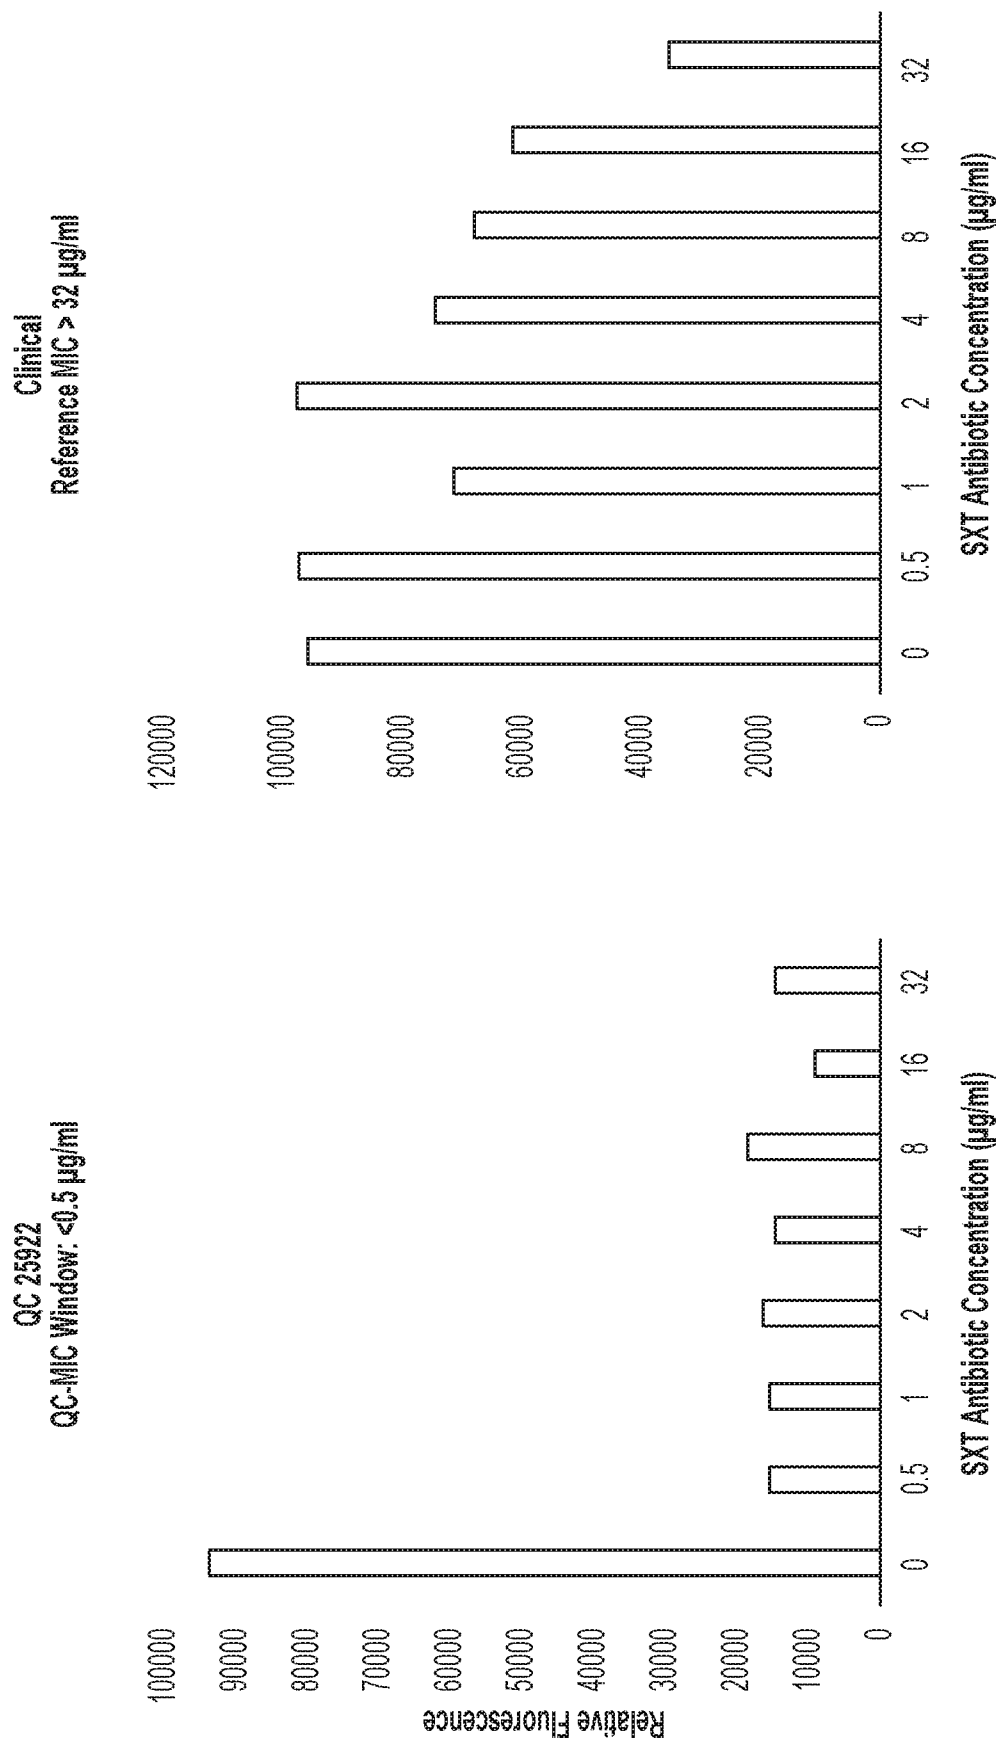 QC 25922
QC-MIC Window: <0.5 µg/ml
Relative Fluorescence
100000
90000
80000
70000
60000
50000
40000
30000
20000
10000
0
0 0.5 1 2 4 8 16 32
SXT Antibiotic Concentration (µg/ml)
Clinical
Reference MIC > 32 µg/ml
120000
100000
80000
60000
40000
20000
0
0 0.5 1 2 4 8 16 32
SXT Antibiotic Concentration (µg/ml)